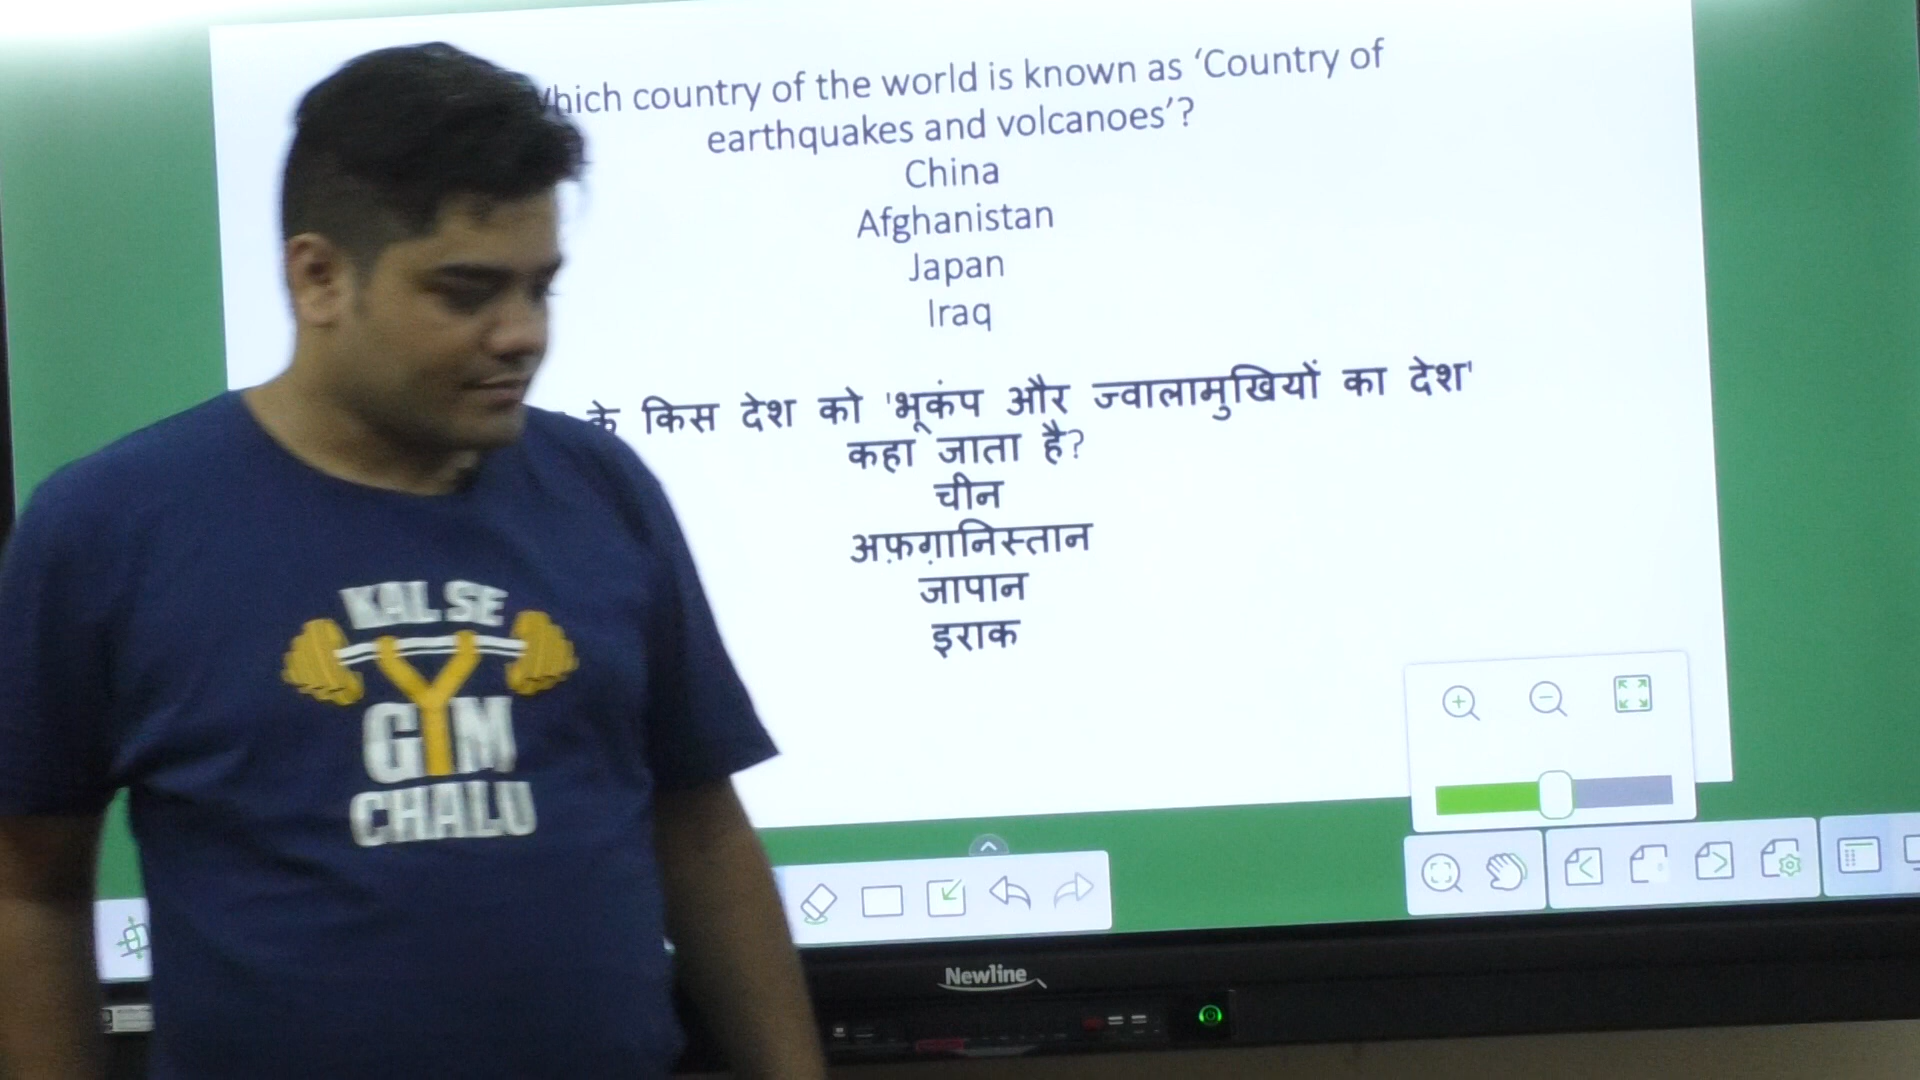 Which country of the world is known as ‘Country of
earthquakes and volcanoes’?
China
Afghanistan
Japan
Iraq
के किस देश को 'भूकंप और ज्वालामुखियों का देश'
कहा जाता है?
चीन
अफ़ग़ानिस्तान
जापान
इराक
KAL SE
GYM
CHALU
Newline